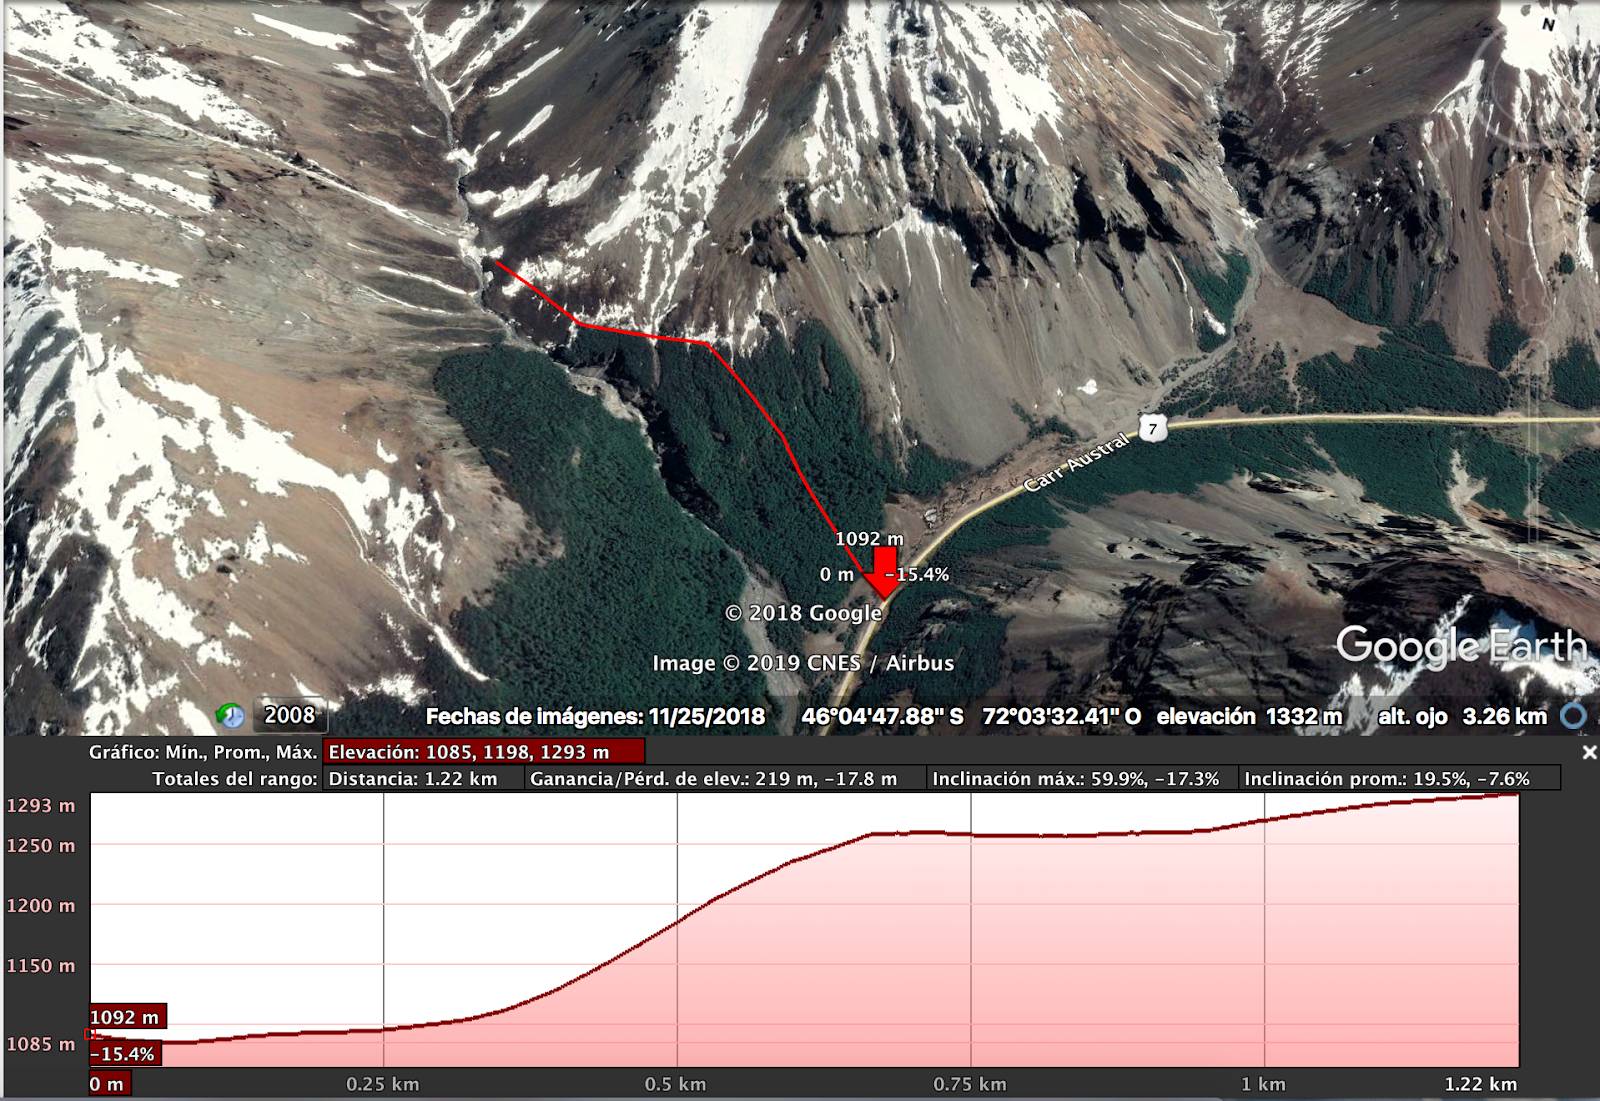 N
7
Carr Austral
1092 m
0 m
-15.4%
© 2018 Google
Image © 2019 CNES / Airbus
Google Earth
2008
Fechas de imágenes: 11/25/2018 46°04'47.88" S 72°03'32.41" O elevación 1332 m alt. ojo 3.26 km
Gráfico: Mín., Prom., Máx. Elevación: 1085, 1198, 1293 m
Totales del rango: Distancia: 1.22 km Ganancia/Pérd. de elev.: 219 m, -17.8 m Inclinación máx.: 59.9%, -17.3% Inclinación prom.: 19.5%, -7.6%
1293 m
1250 m
1200 m
1150 m
1092 m
1085 m
-15.4%
0 m 0.25 km 0.5 km 0.75 km 1 km 1.22 km